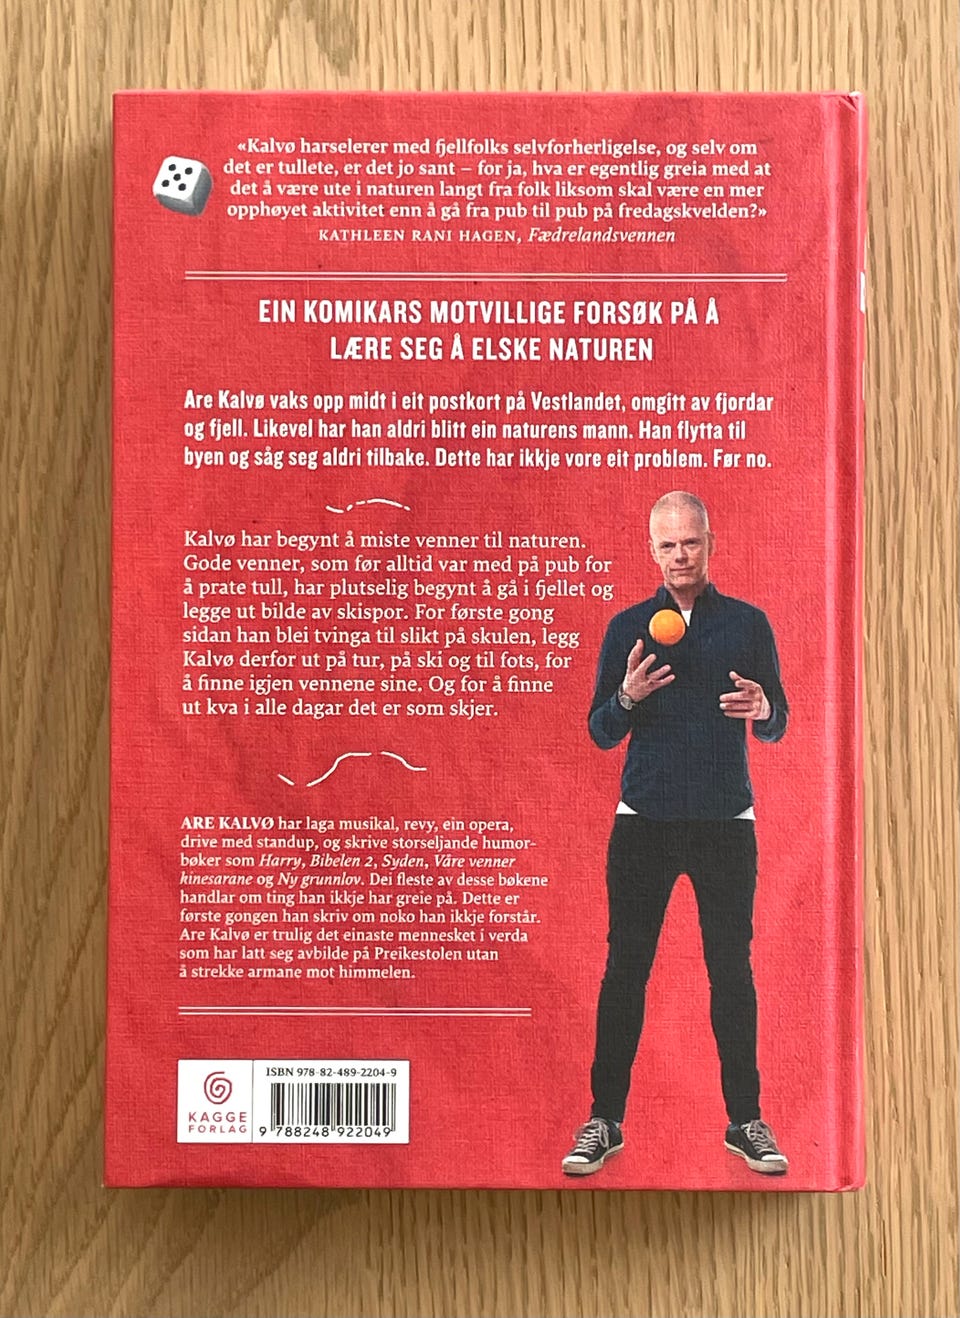 «Kalvø harselerer med fjellfolks selvforherligelse, og selv om
det er tullete, er det jo sant – for ja, hva er egentlig greia med at
det å være ute i naturen langt fra folk liksom skal være en mer
opphøyet aktivitet enn å gå fra pub til pub på fredagskvelden?»
KATHLEEN RANI HAGEN, Fædrelandsvennen
EIN KOMIKARS MOTVILLIGE FORSØK PÅ Å
LÆRE SEG Å ELSKE NATUREN
Are Kalvø vaks opp midt i eit postkort på Vestlandet, omgitt av fjordar
og fjell. Likevel har han aldri blitt ein naturens mann. Han flytta til
byen og såg seg aldri tilbake. Dette har ikkje vore eit problem. Før no.
Kalvø har begynt å miste venner til naturen.
Gode venner, som før alltid var med på pub for
å prate tull, har plutselig begynt å gå i fjellet og
legge ut bilde av skispor. For første gong
sidan han blei tvinga til slikt på skulen, legg
Kalvø derfor ut på tur, på ski og til fots, for
å finne igjen vennene sine. Og for å finne
ut kva i alle dagar det er som skjer.
ARE KALVØ har laga musikal, revy, ein opera,
drive med standup, og skrive storseljande humor-
bøker som Harry, Bibelen 2, Syden, Våre venner
kinesarane og Ny grunnlov. Dei fleste av desse bøkene
handlar om ting han ikkje har greie på. Dette er
første gongen han skriv om noko han ikkje forstår.
Are Kalvø er trulig det einaste mennesket i verda
som har latt seg avbilde på Preikestolen utan
å strekke armane mot himmelen.
KAGGE
FORLAG
ISBN 978-82-489-2204-9
9 788248 922049